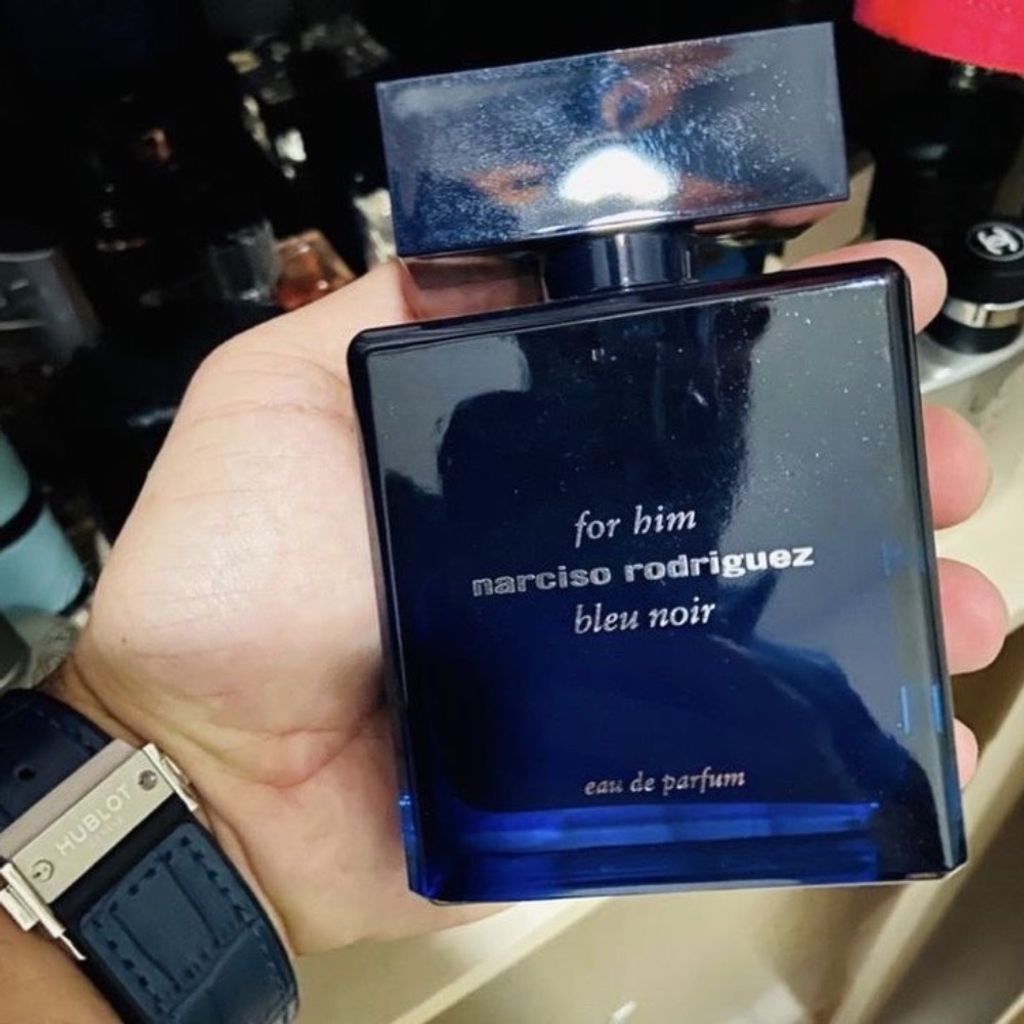 for him
narciso rodriguez
bleu noir
eau de parfum
HUBLOT